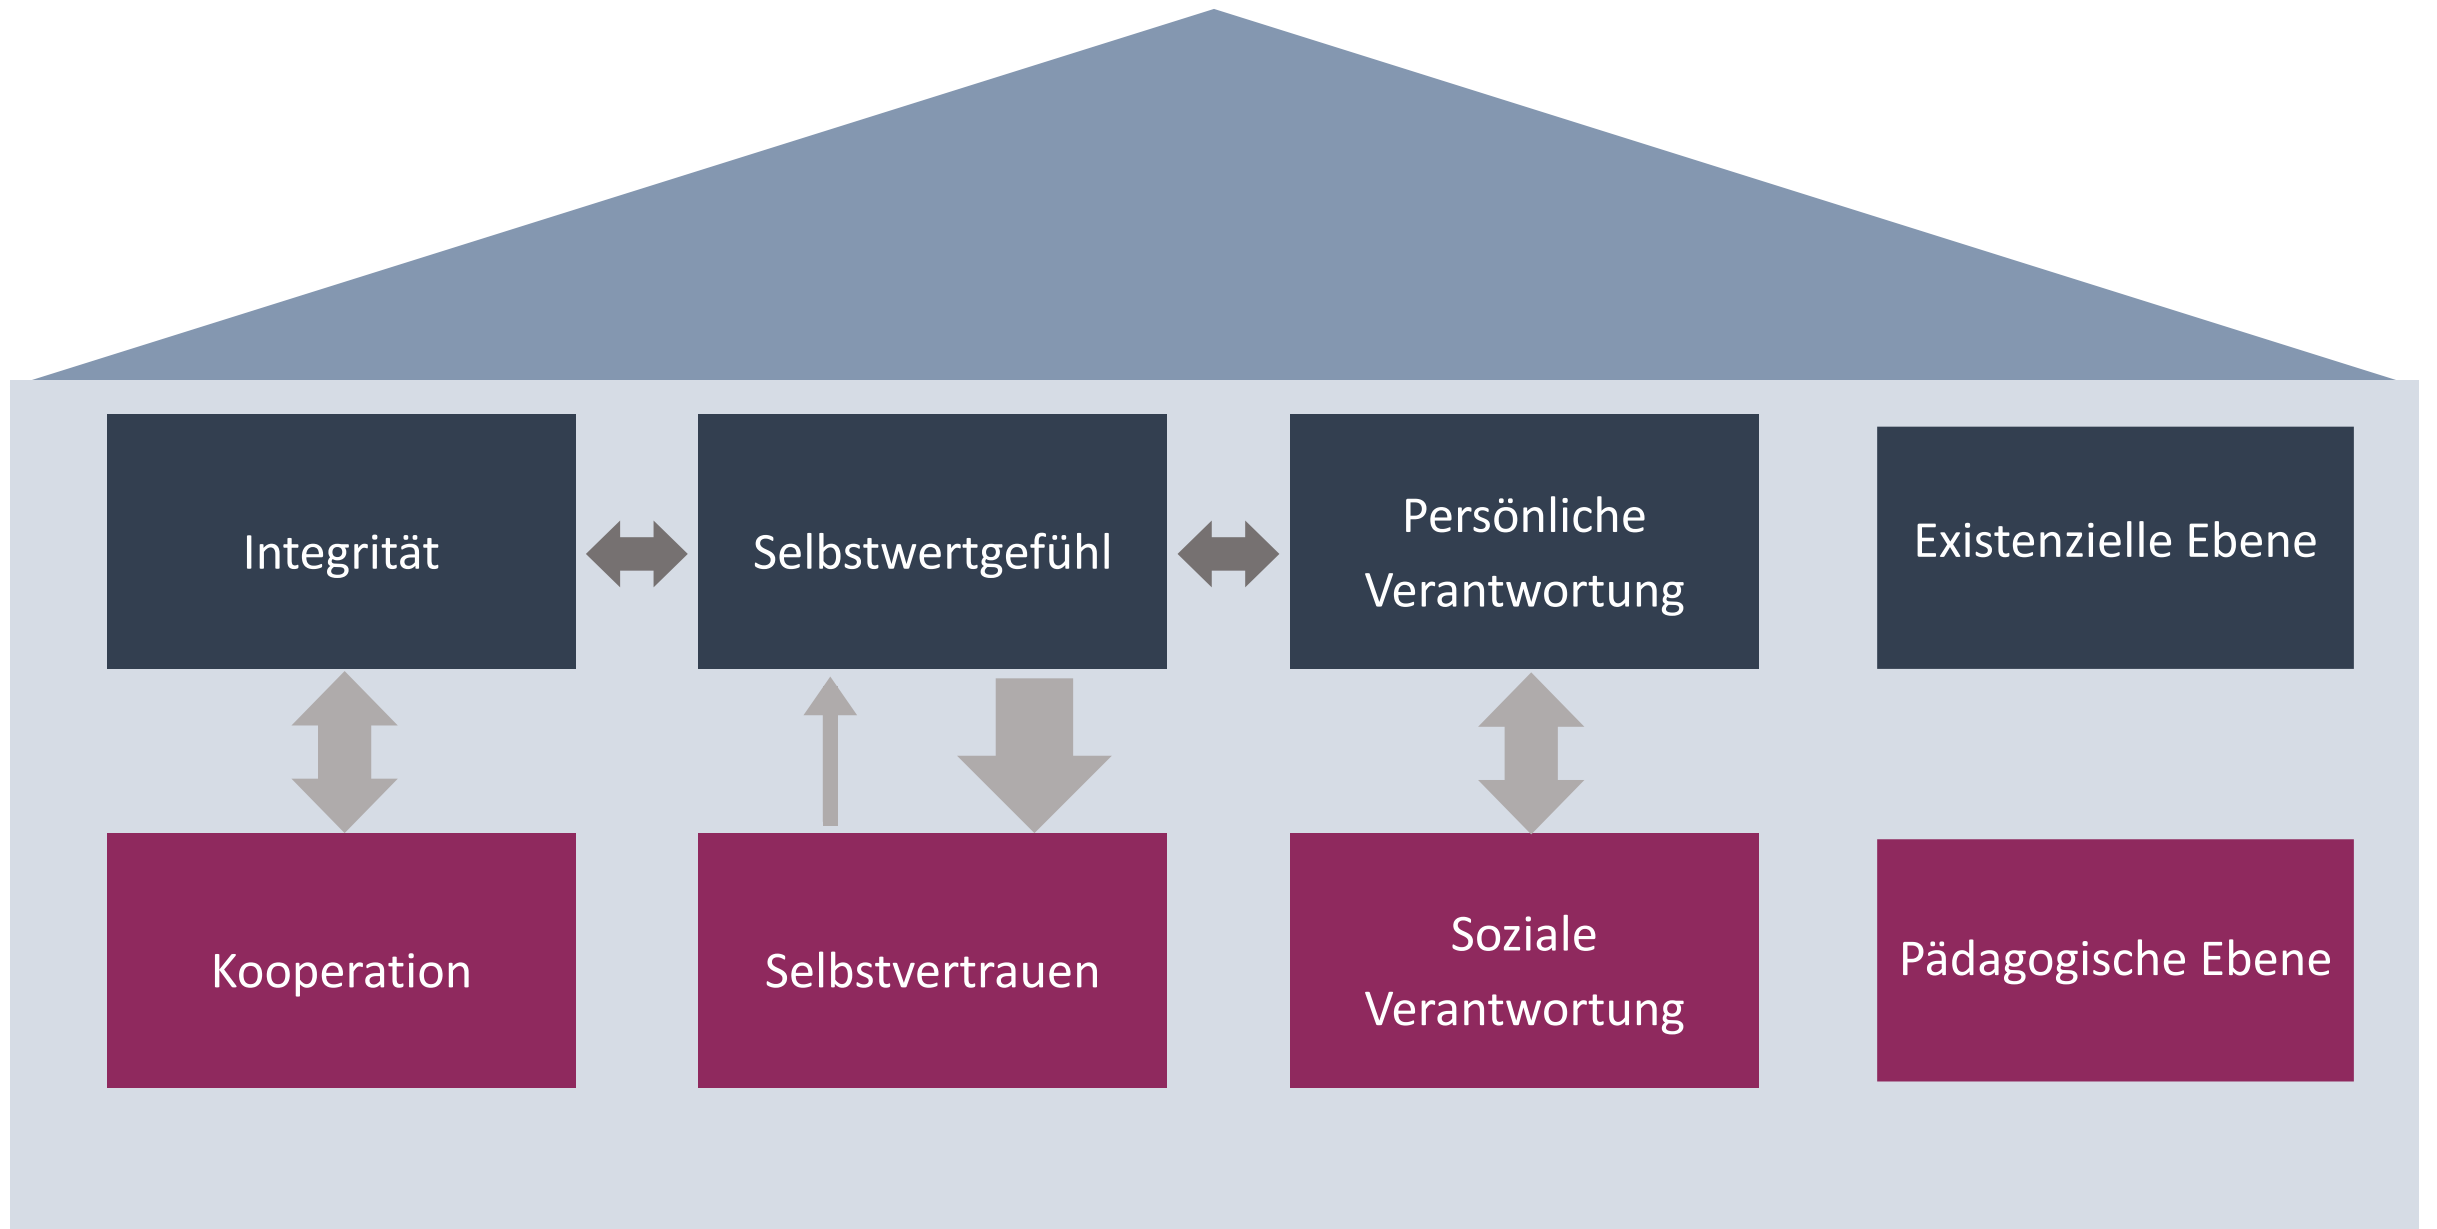 Integrität
Selbstwertgefühl
Persönliche
Verantwortung
Existenzielle Ebene
Kooperation
Selbstvertrauen
Soziale
Verantwortung
Pädagogische Ebene